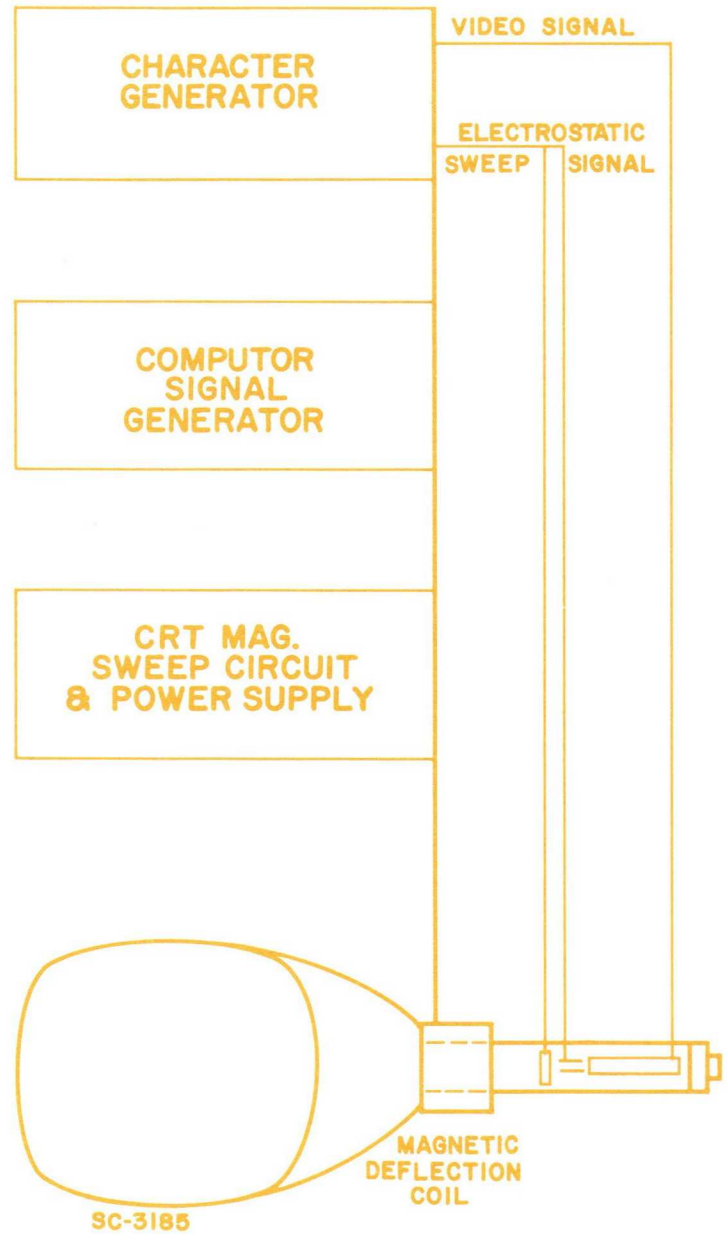 VIDEO SIGNAL
CHARACTER
GENERATOR
ELECTROSTATIC
SWEEP SIGNAL
COMPUTOR
SIGNAL
GENERATOR
CRT MAG.
SWEEP CIRCUIT
& POWER SUPPLY
MAGNETIC
DEFLECTION
COIL
SC-3185